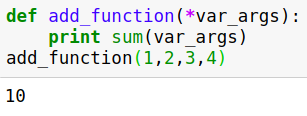 def add_function(*var_args):
    print sum(var_args)
add_function(1,2,3,4)
10